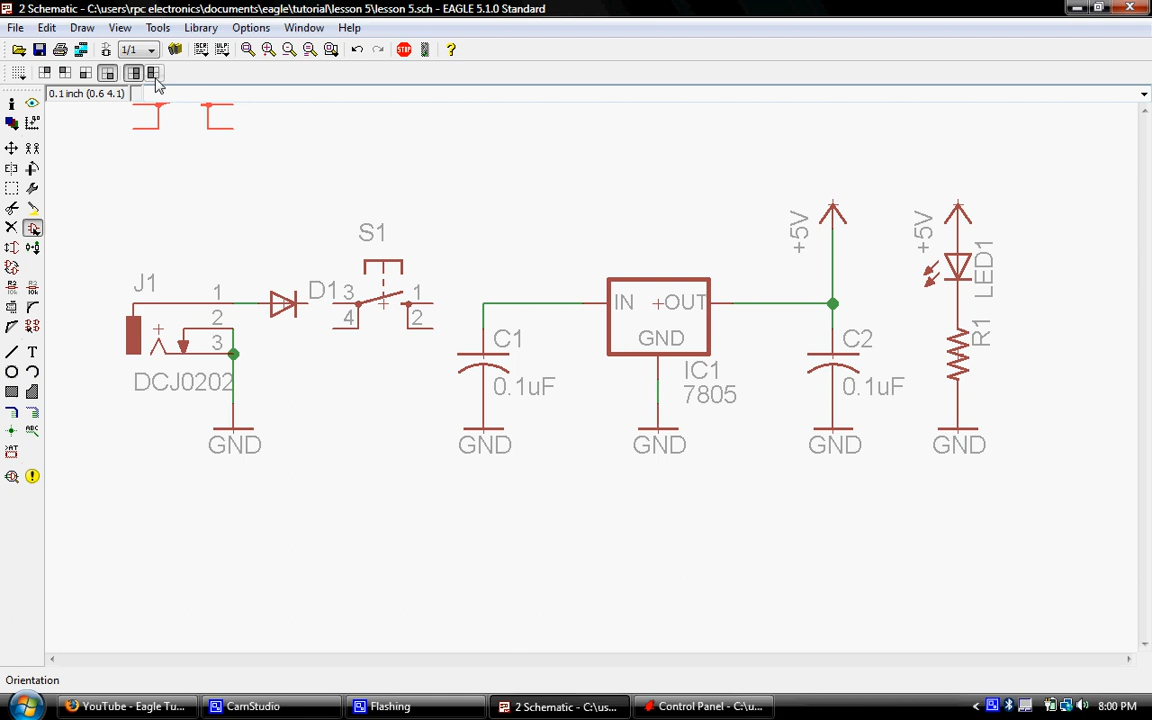 2 Schematic - C:\users\rpc electronics\documents\eagle\tutorial\lesson 5\lesson 5.sch - EAGLE 5.1.0 Standard
File Edit Draw View Tools Library Options Window Help
1/1 SCR ULP STOP ?
0.1 inch (0.6 4.1)
S1
+5V
+5V
LED1
J1
1
2
3
D1
3
4
1
2
IN
+OUT
GND
C1
0.1uF
IC1
7805
C2
0.1uF
R1
DCJ0202
GND
GND
GND
GND
GND
Orientation
YouTube - Eagle Tu...
CamStudio
Flashing
2 Schematic - C:\us...
Control Panel - C:\u...
8:00 PM